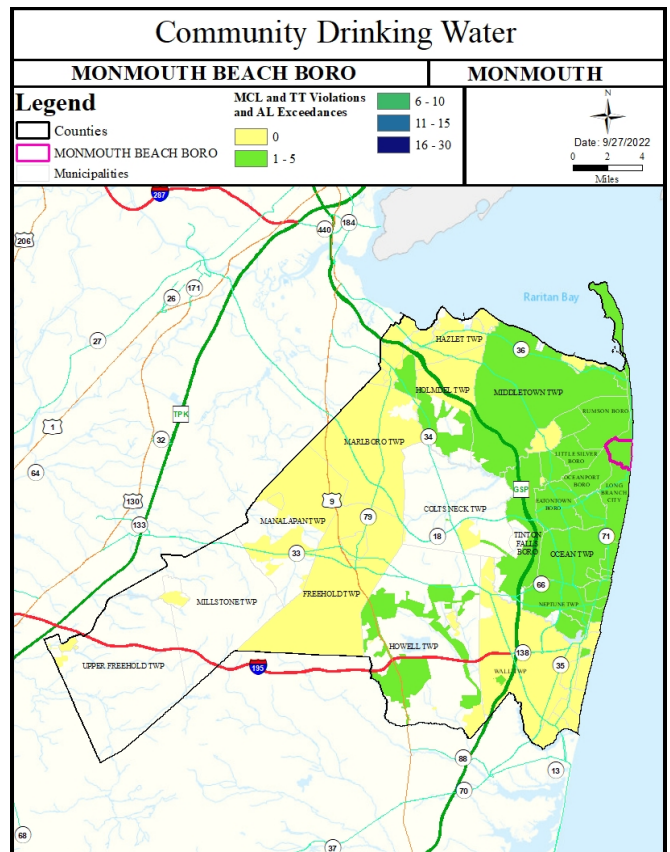 Community Drinking Water
MONMOUTH BEACH BORO
MONMOUTH
Legend
Counties
MONMOUTH BEACH BORO
Municipalities
MCL and TT Violations
and AL Exceedances
0
1 - 5
6 - 10
11 - 15
16 - 30
N
Date: 9/27/2022
0 2 4
Miles
287
206
440
184
171
26
27
Raritan Bay
HAZLET TWP
36
HOLMDEL TWP
MIDDLETOWN TWP
TPK
1
RUMSON BORO
32
34
MARLBORO TWP
LITTLE SILVER
BORO
64
OCEANPORT
BORO
GSP
LONG
BRANCH
CITY
130
9
EATONTOWN
BORO
COLTS NECK TWP
79
MANALAPAN TWP
133
18
71
TINTON
FALLS
BORO
33
OCEAN TWP
66
FREEHOLD TWP
MILLSTONE TWP
NEPTUNE TWP
HOWELL TWP
138
35
UPPER FREEHOLD TWP
195
WALL TWP
88
13
70
68
37